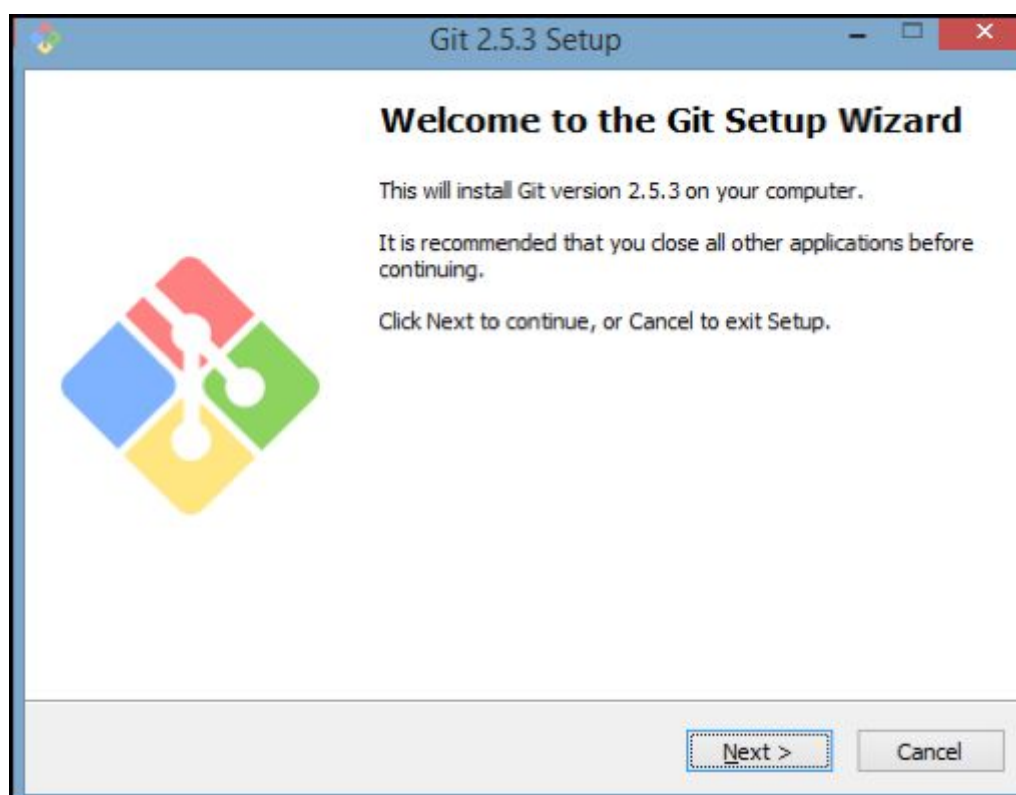 Git 2.5.3 Setup
Welcome to the Git Setup Wizard
This will install Git version 2.5.3 on your computer.
It is recommended that you close all other applications before
continuing.
Click Next to continue, or Cancel to exit Setup.
Next >
Cancel